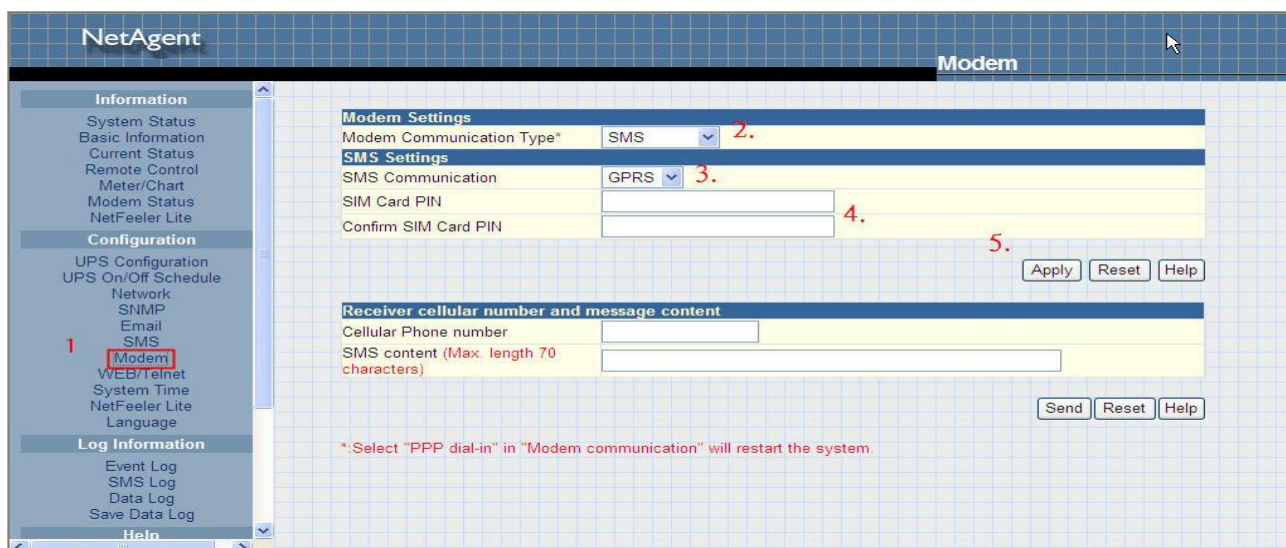 NetAgent
Modem
Information
System Status
Basic Information
Current Status
Remote Control
Meter/Chart
Modem Status
NetFeeler Lite
Configuration
UPS Configuration
UPS On/Off Schedule
Network
SNMP
Email
SMS
1
Modem
WEB/Telnet
System Time
NetFeeler Lite
Language
Log Information
Event Log
SMS Log
Data Log
Save Data Log
Help
Modem Settings
Modem Communication Type* SMS 2.
SMS Settings
SMS Communication GPRS 3.
SIM Card PIN
4.
Confirm SIM Card PIN
5.
Apply Reset Help
Receiver cellular number and message content
Cellular Phone number
SMS content (Max. length 70
characters)
Send Reset Help
*:Select "PPP dial-in" in "Modem communication" will restart the system.